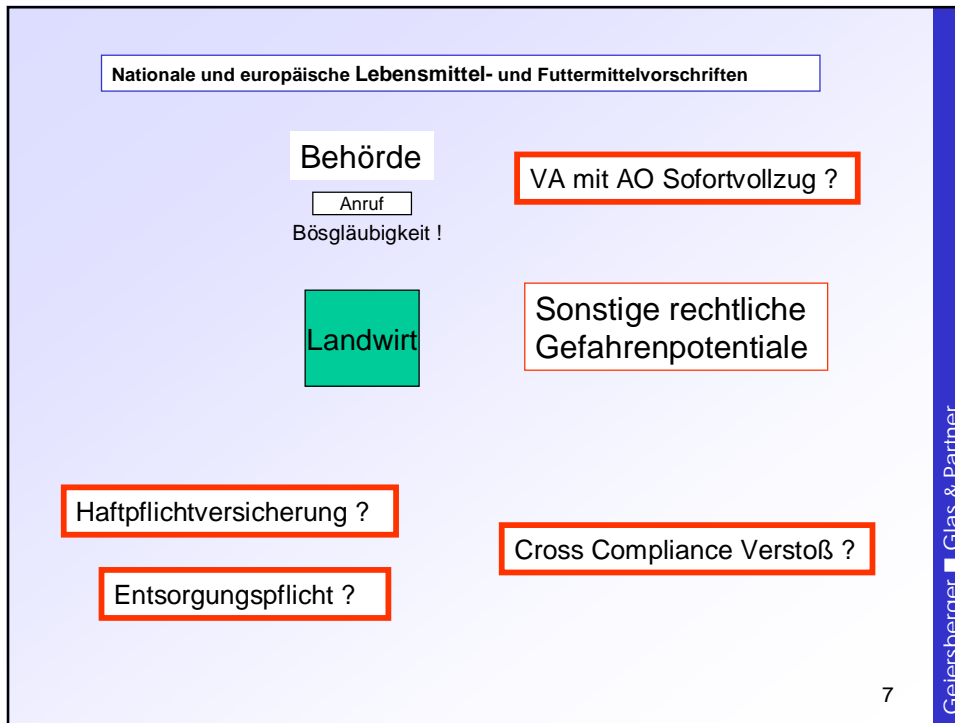 Nationale und europäische Lebensmittel- und Futtermittelvorschriften
Behörde
Anruf
Bösgläubigkeit !
VA mit AO Sofortvollzug ?
Landwirt
Sonstige rechtliche
Gefahrenpotentiale
Haftpflichtversicherung ?
Cross Compliance Verstoß ?
Entsorgungspflicht ?
7
Geiersberger ■ Glas & Partner